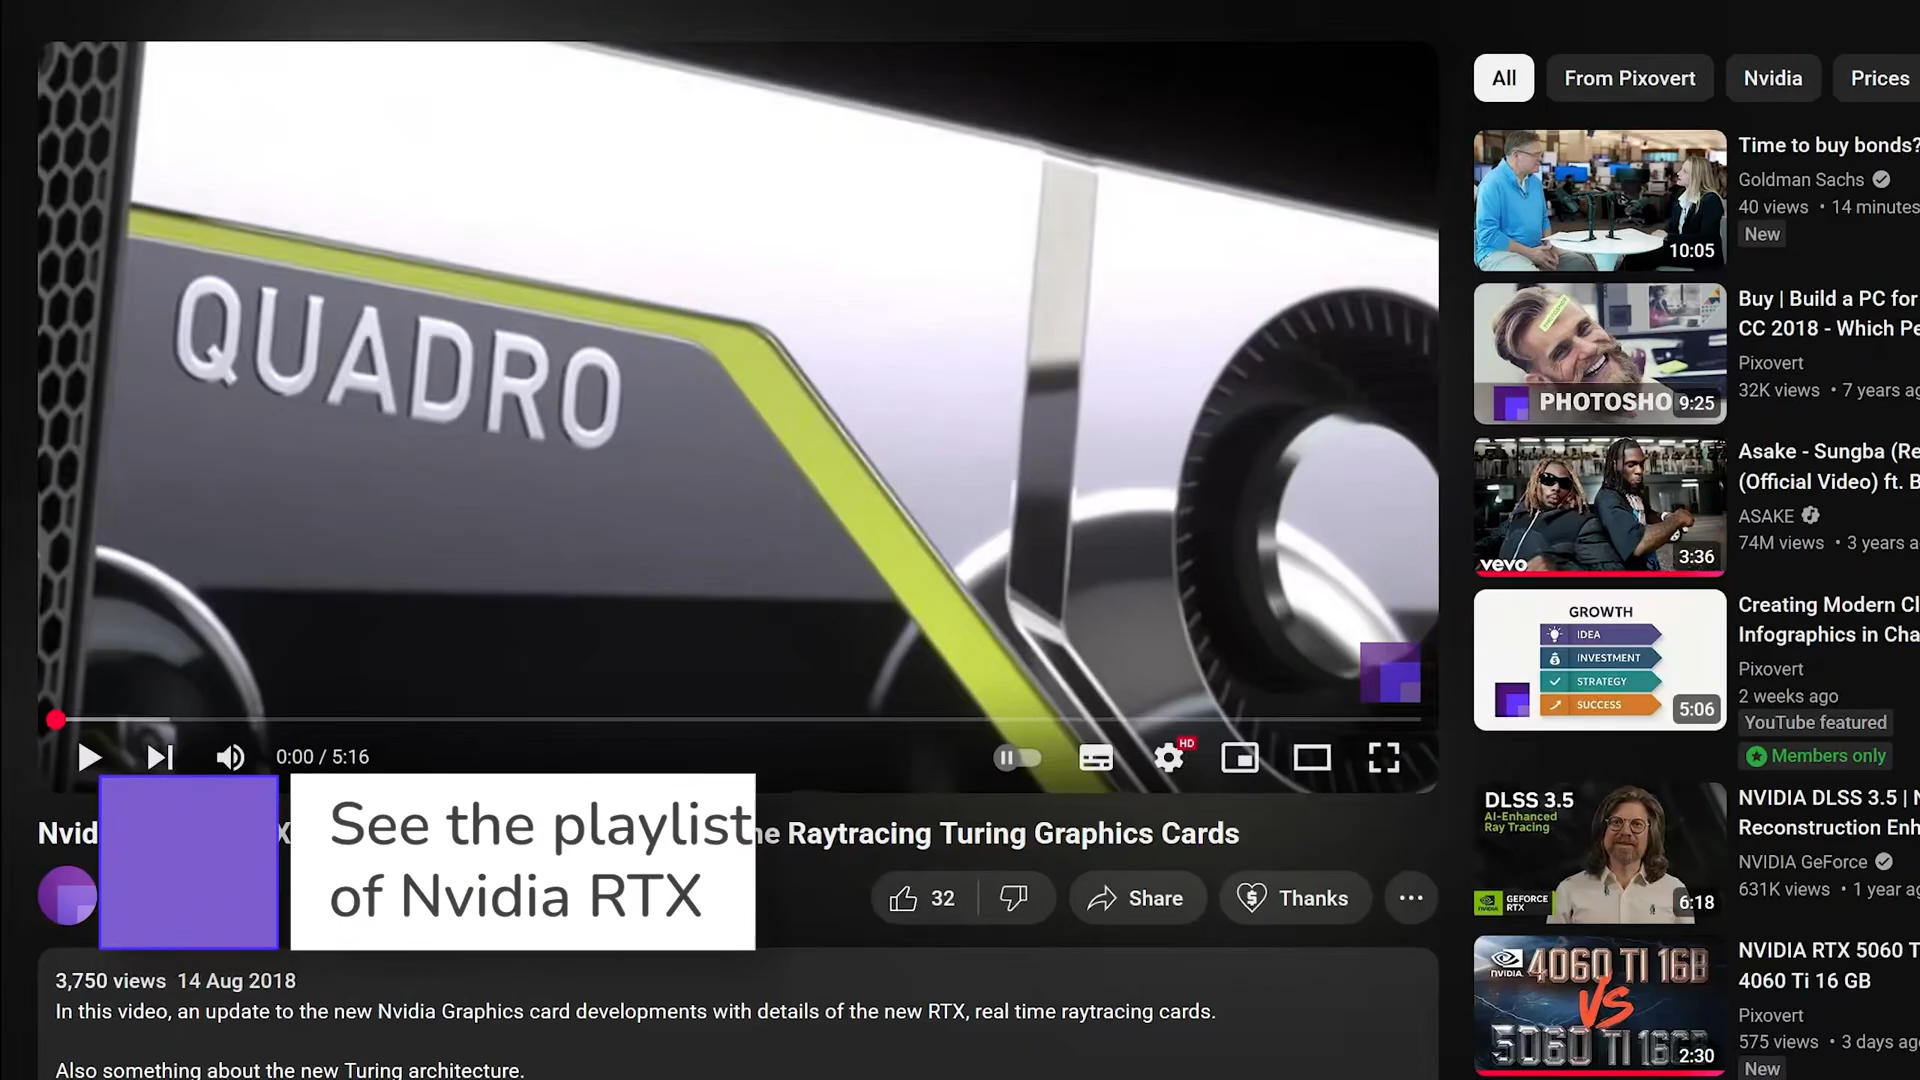 All
From Pixovert
Nvidia
Prices
QUADRO
Time to buy bonds?
Goldman Sachs
40 views • 14 minutes
New
10:05
Buy | Build a PC for
CC 2018 - Which Pe
Pixovert
32K views • 7 years ag
PHOTOSHO
9:25
Asake - Sungba (Re
(Official Video) ft. B
ASAKE
74M views • 3 years a
vevo
3:36
GROWTH
IDEA
INVESTMENT
STRATEGY
SUCCESS
5:06
Creating Modern Cl
Infographics in Cha
Pixovert
2 weeks ago
YouTube featured
Members only
0:00 / 5:16
HD
Nvid
X
ne Raytracing Turing Graphics Cards
See the playlist
of Nvidia RTX
32
Share
Thanks
3,750 views 14 Aug 2018
In this video, an update to the new Nvidia Graphics card developments with details of the new RTX, real time raytracing cards.
Also something about the new Turing architecture.
DLSS 3.5
AI-Enhanced
Ray Tracing
NVIDIA
GEFORCE
RTX
6:18
NVIDIA DLSS 3.5 | N
Reconstruction Enh
NVIDIA GeForce
631K views • 1 year ag
NVIDIA
4060 TI 16B
VS
5060 TI 16G
2:30
NVIDIA RTX 5060 T
4060 Ti 16 GB
Pixovert
575 views • 3 days ago
New